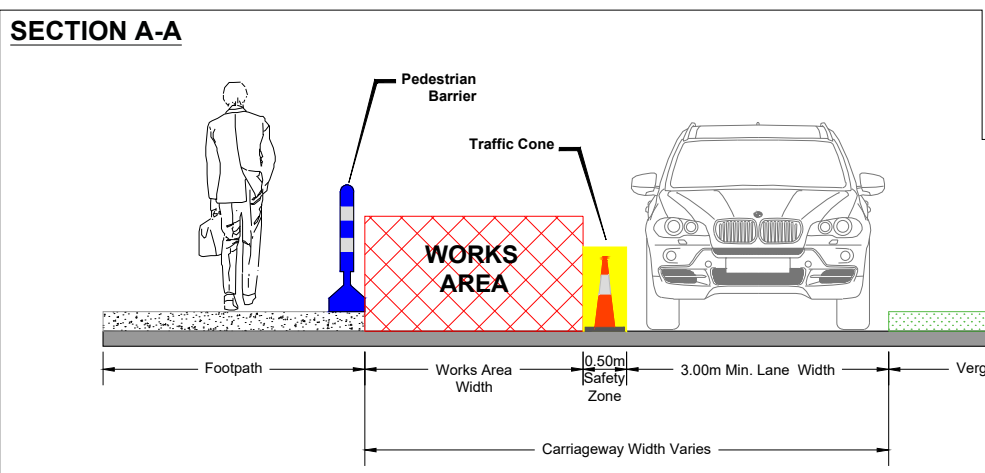 SECTION A-A
Pedestrian
Barrier
Traffic Cone
WORKS
AREA
Footpath
Works Area
Width
0.50m
Safety
Zone
3.00m Min. Lane Width
Verg
Carriageway Width Varies